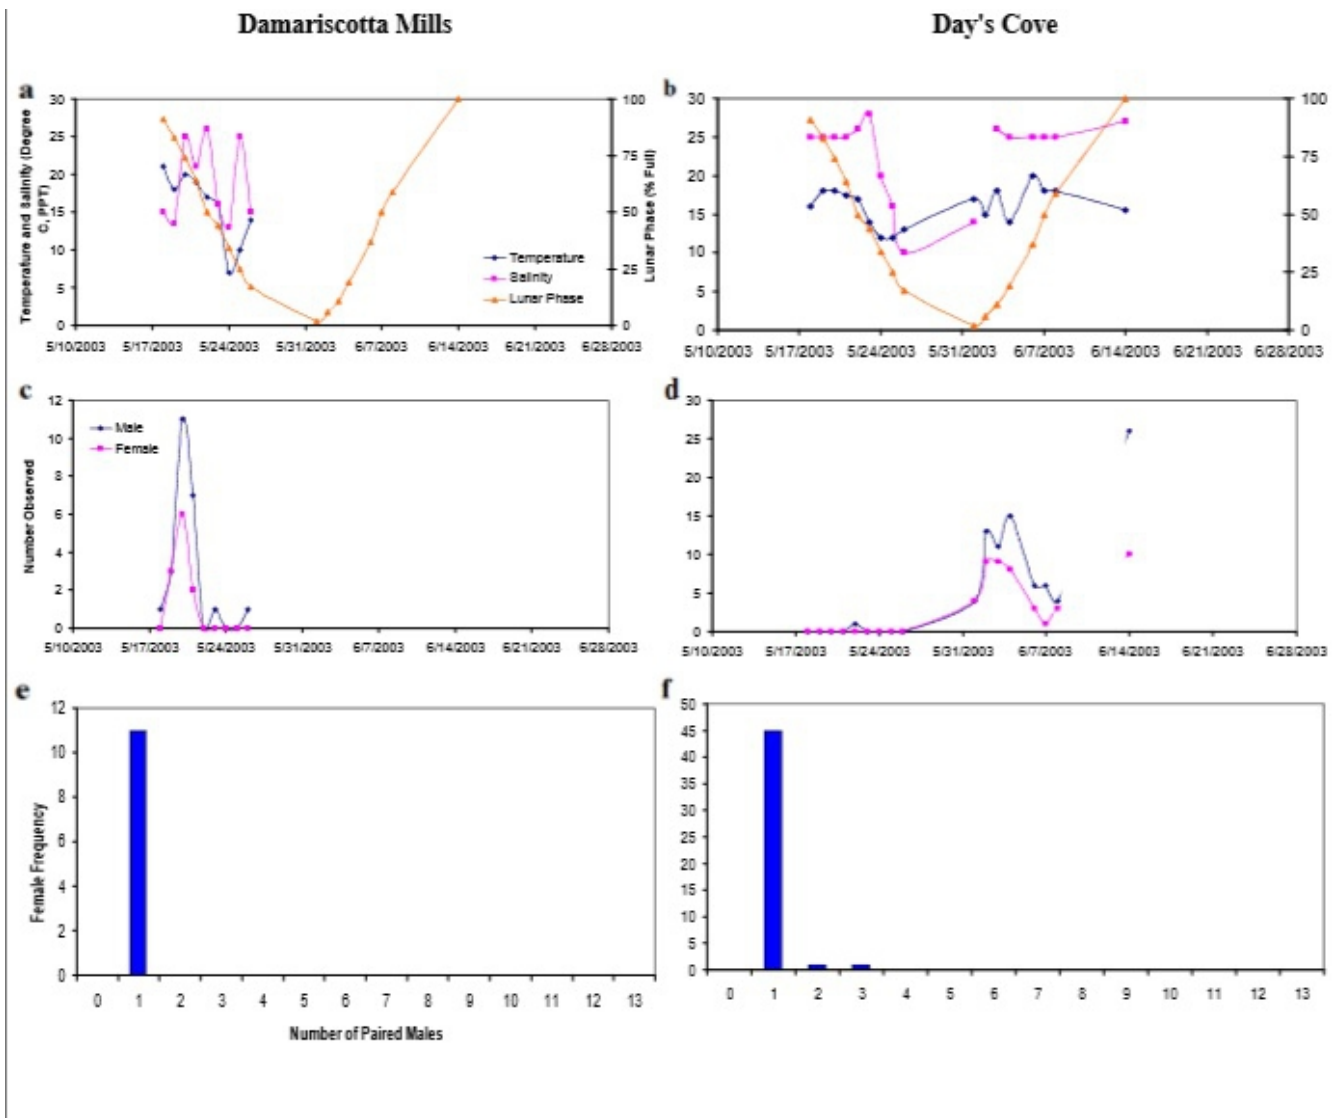 Damariscotta Mills
Day's Cove
a
b
Temperature and Salinity (Degree
C, PPT)
30
25
20
15
10
5
0
100
75
50
25
0
Lunar Phase (% Full)
Temperature
Salinity
Lunar Phase
5/10/2003 5/17/2003 5/24/2003 5/31/2003 6/7/2003 6/14/2003 6/21/2003 6/28/2003
30
25
20
15
10
5
0
100
75
50
25
0
5/10/2003 5/17/2003 5/24/2003 5/31/2003 6/7/2003 6/14/2003 6/21/2003 6/28/2003
c
d
Number Observed
12
10
8
6
4
2
0
Male
Female
5/10/2003 5/17/2003 5/24/2003 5/31/2003 6/7/2003 6/14/2003 6/21/2003 6/28/2003
30
25
20
15
10
5
0
5/10/2003 5/17/2003 5/24/2003 5/31/2003 6/7/2003 6/14/2003 6/21/2003 6/28/2003
e
f
Female Frequency
12
10
8
6
4
2
0
0 1 2 3 4 5 6 7 8 9 10 11 12 13
Number of Paired Males
50
45
40
35
30
25
20
15
10
5
0
0 1 2 3 4 5 6 7 8 9 10 11 12 13